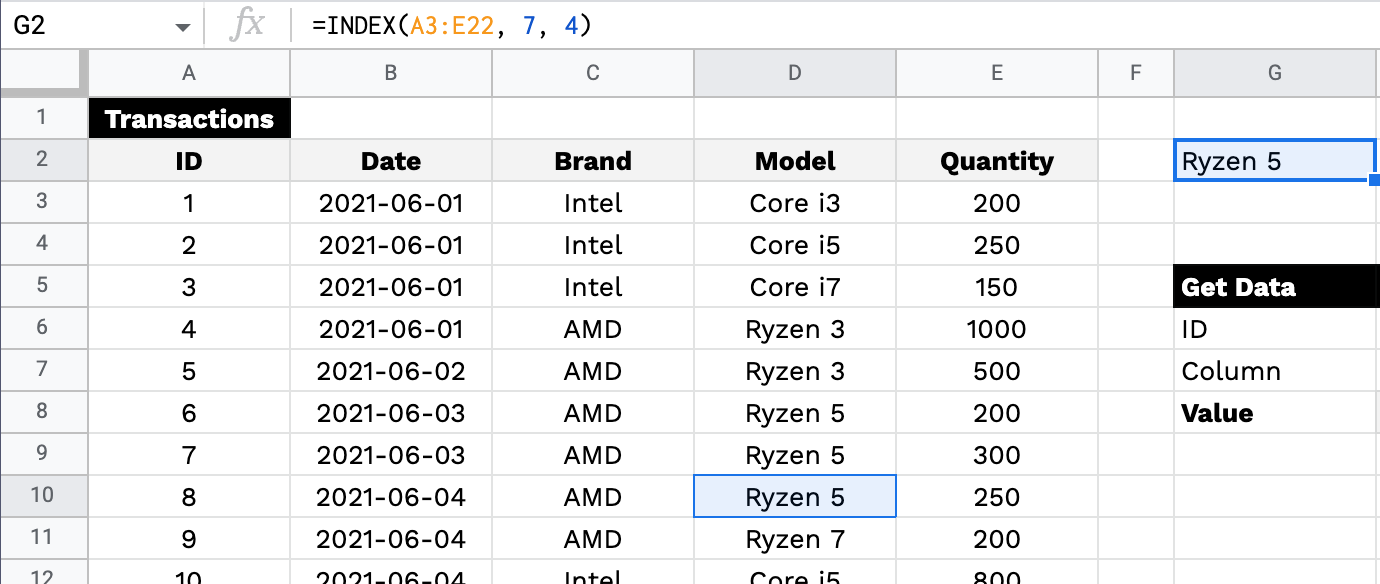 G2 fx =INDEX(A3:E22, 7, 4)
A B C D E F G
1 Transactions
2 ID Date Brand Model Quantity Ryzen 5
3 1 2021-06-01 Intel Core i3 200
4 2 2021-06-01 Intel Core i5 250
5 3 2021-06-01 Intel Core i7 150 Get Data
6 4 2021-06-01 AMD Ryzen 3 1000 ID
7 5 2021-06-02 AMD Ryzen 3 500 Column
8 6 2021-06-03 AMD Ryzen 5 200 Value
9 7 2021-06-03 AMD Ryzen 5 300
10 8 2021-06-04 AMD Ryzen 5 250
11 9 2021-06-04 AMD Ryzen 7 200
12 10 2021-06-04 Intel Core i5 800